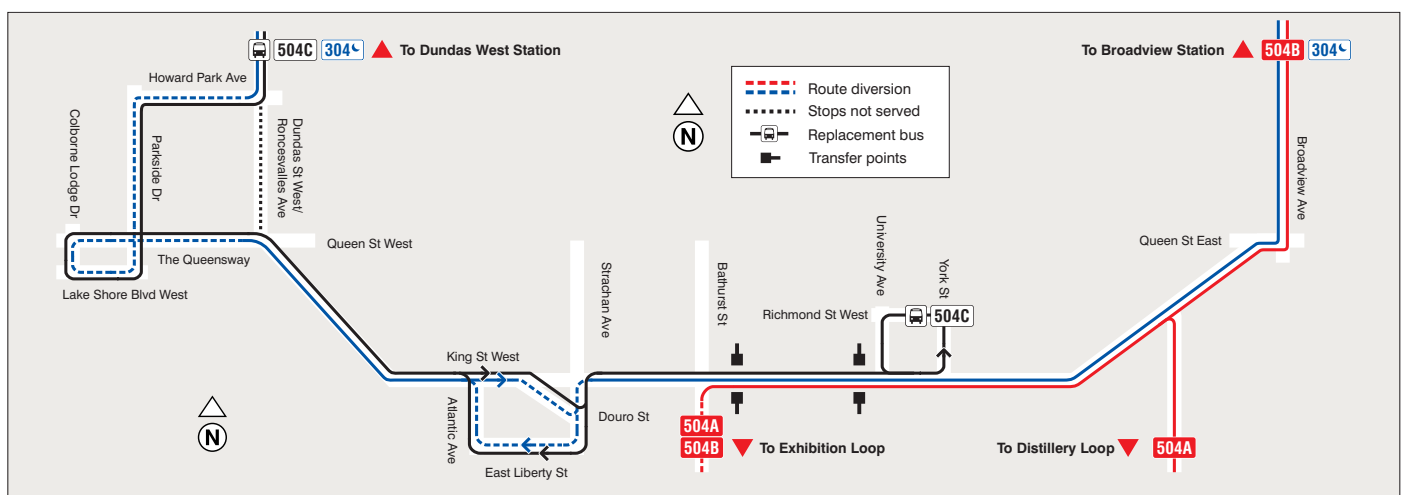 504C
304
To Dundas West Station
Howard Park Ave
Colborne Lodge Dr
Parkside Dr
Dundas St West/
Roncesvalles Ave
The Queensway
Queen St West
Lake Shore Blvd West
N
N
Route diversion
Stops not served
Replacement bus
Transfer points
To Broadview Station
504B
304
Broadview Ave
Queen St East
King St West
Atlantic Ave
Strachan Ave
Douro St
East Liberty St
Bathurst St
University Ave
York St
Richmond St West
504C
504A
504B
To Exhibition Loop
To Distillery Loop
504A